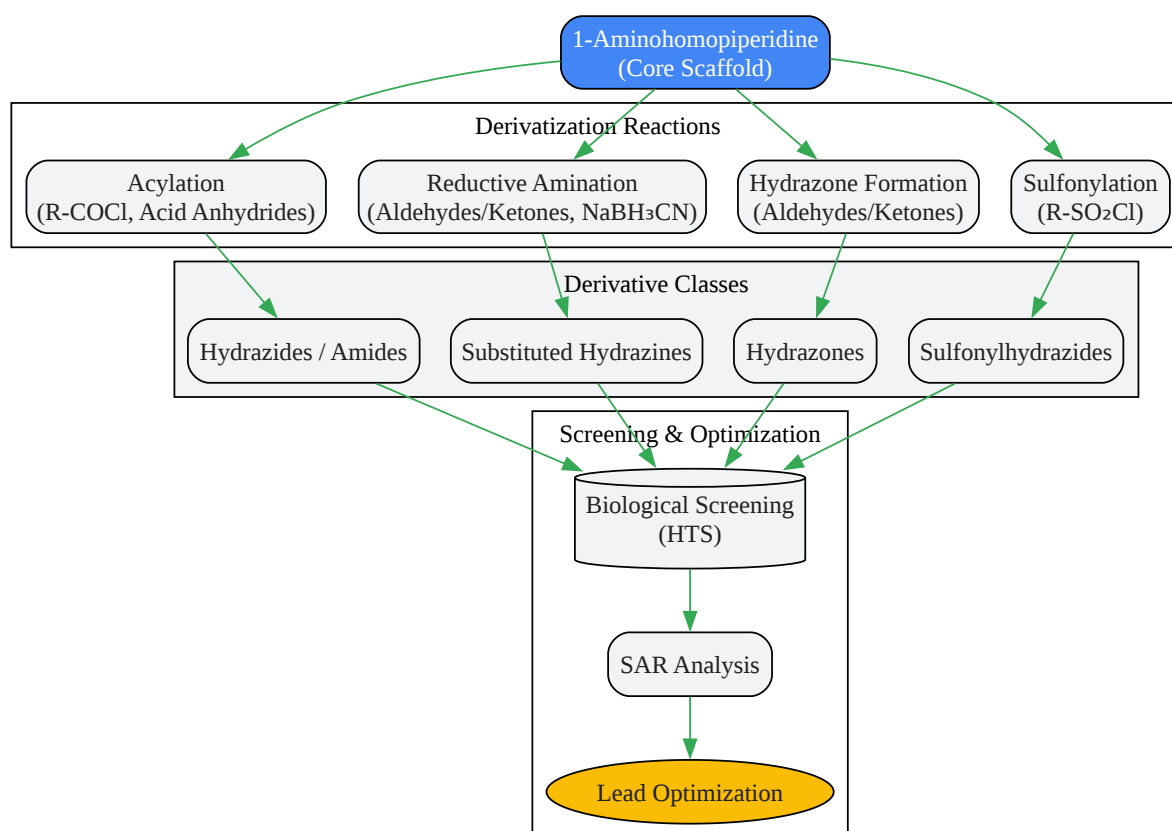 1-Aminohomopiperidine
(Core Scaffold)
Derivatization Reactions
Acylation
(R-COCl, Acid Anhydrides)
Reductive Amination
(Aldehydes/Ketones, NaBH₃CN)
Hydrazone Formation
(Aldehydes/Ketones)
Sulfonylation
(R-SO₂Cl)
Derivative Classes
Hydrazides / Amides
Substituted Hydrazines
Hydrazones
Sulfonylhydrazides
Screening & Optimization
Biological Screening
(HTS)
SAR Analysis
Lead Optimization